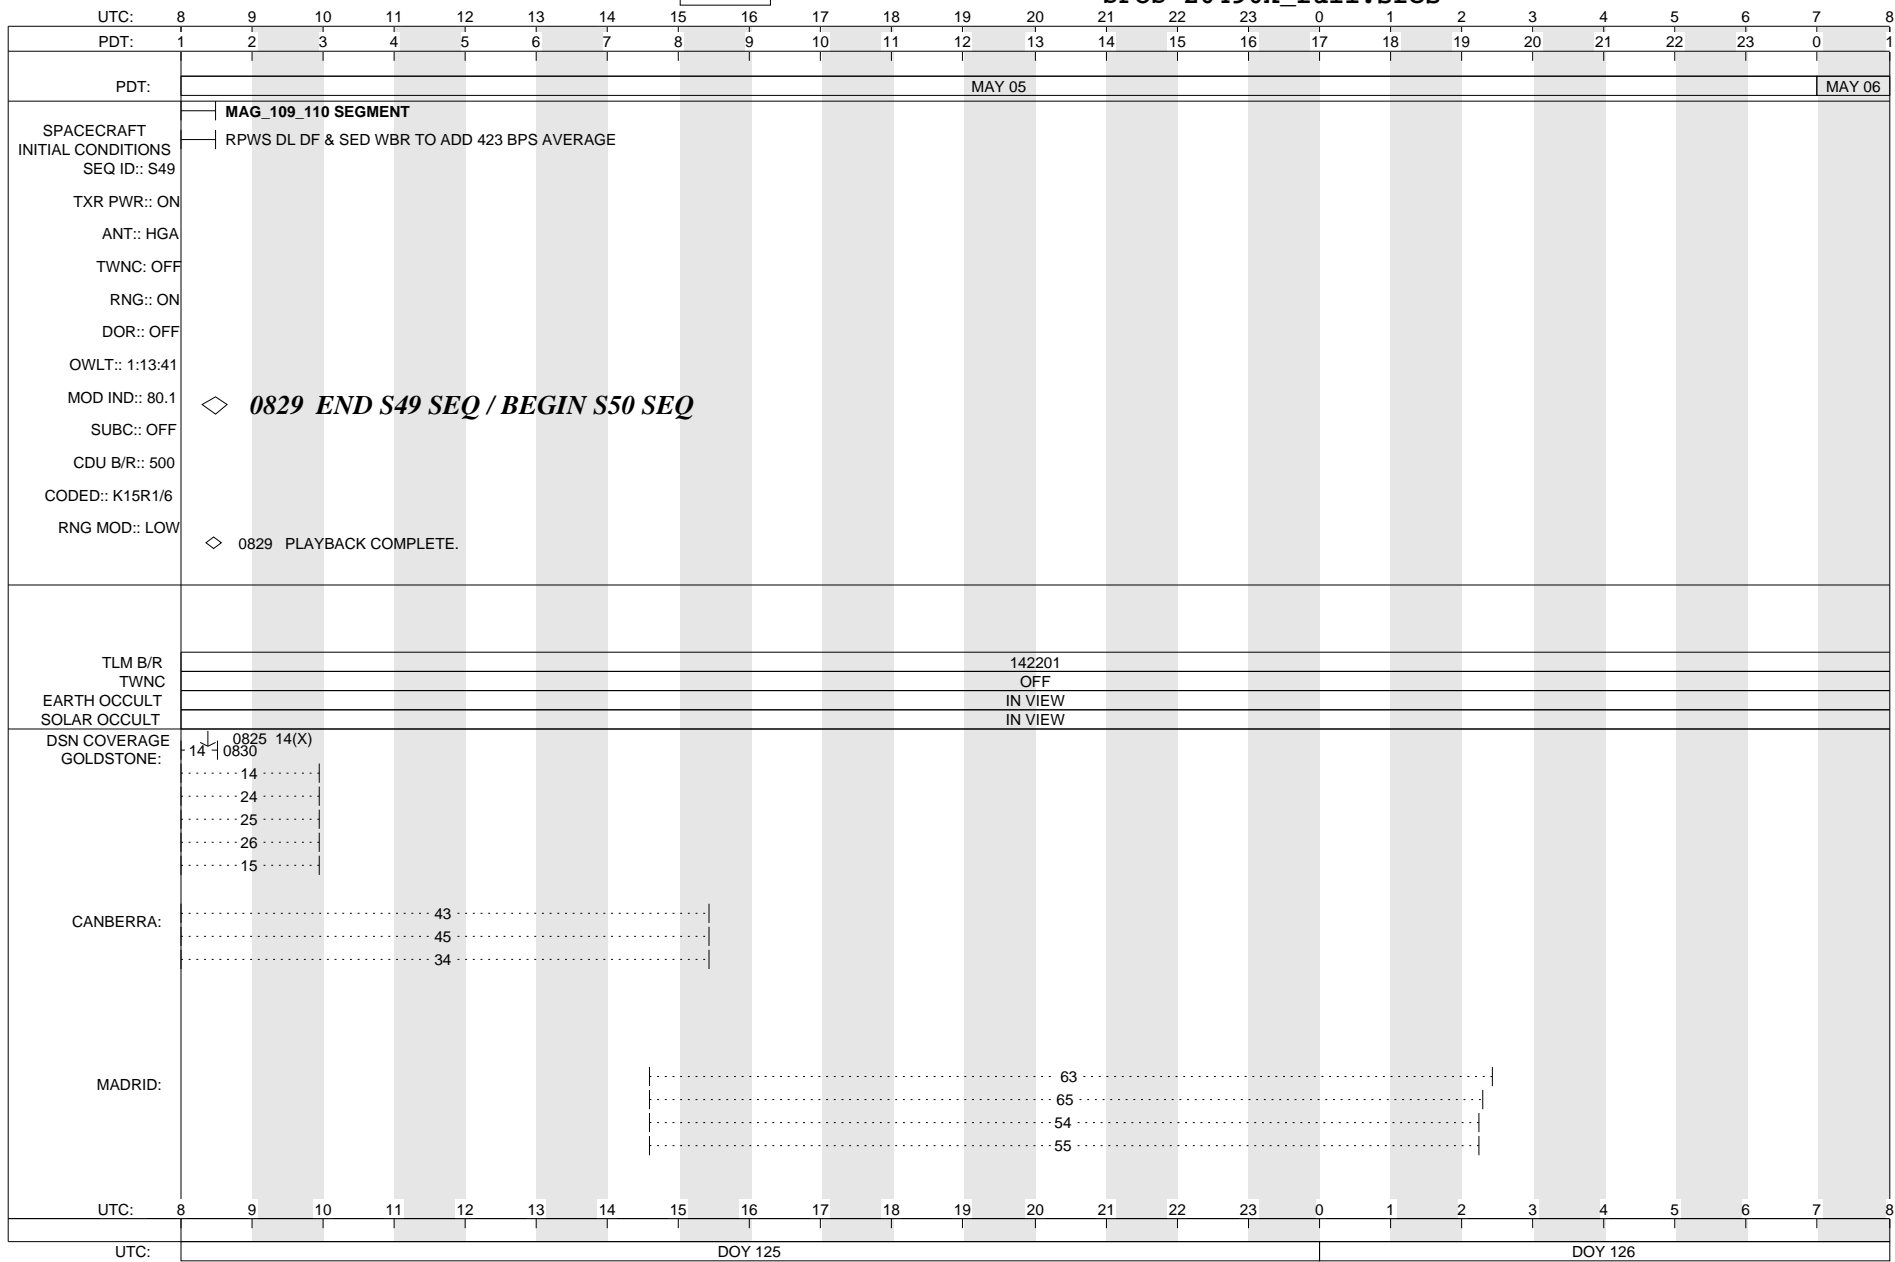 UTC: 8 9 10 11 12 13 14 15 16 17 18 19 20 21 22 23 0 1 2 3 4 5 6 7 8
PDT: 1 2 3 4 5 6 7 8 9 10 11 12 13 14 15 16 17 18 19 20 21 22 23 0 1
PDT: MAY 05 MAY 06
MAG_109_110 SEGMENT
SPACECRAFT
INITIAL CONDITIONS
RPWS DL DF & SED WBR TO ADD 423 BPS AVERAGE
SEQ ID:: S49
TXR PWR:: ON
ANT:: HGA
TWNC: OFF
RNG:: ON
DOR:: OFF
OWLT:: 1:13:41
MOD IND:: 80.1
0829 END S49 SEQ / BEGIN S50 SEQ
SUBC:: OFF
CDU B/R:: 500
CODED:: K15R1/6
RNG MOD:: LOW
0829 PLAYBACK COMPLETE.
TLM B/R 142201
TWNC OFF
EARTH OCCULT IN VIEW
SOLAR OCCULT IN VIEW
DSN COVERAGE
0825 14(X)
14 0830
GOLDSTONE:
14
24
25
26
15
CANBERRA:
43
45
34
MADRID:
63
65
54
55
UTC: 8 9 10 11 12 13 14 15 16 17 18 19 20 21 22 23 0 1 2 3 4 5 6 7 8
UTC: DOY 125 DOY 126